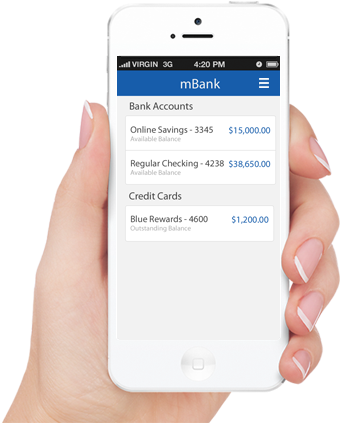 VIRGIN 3G 4:20 PM
mBank
Bank Accounts
Online Savings - 3345 $15,000.00
Available Balance
Regular Checking - 4238 $38,650.00
Available Balance
Credit Cards
Blue Rewards - 4600 $1,200.00
Outstanding Balance